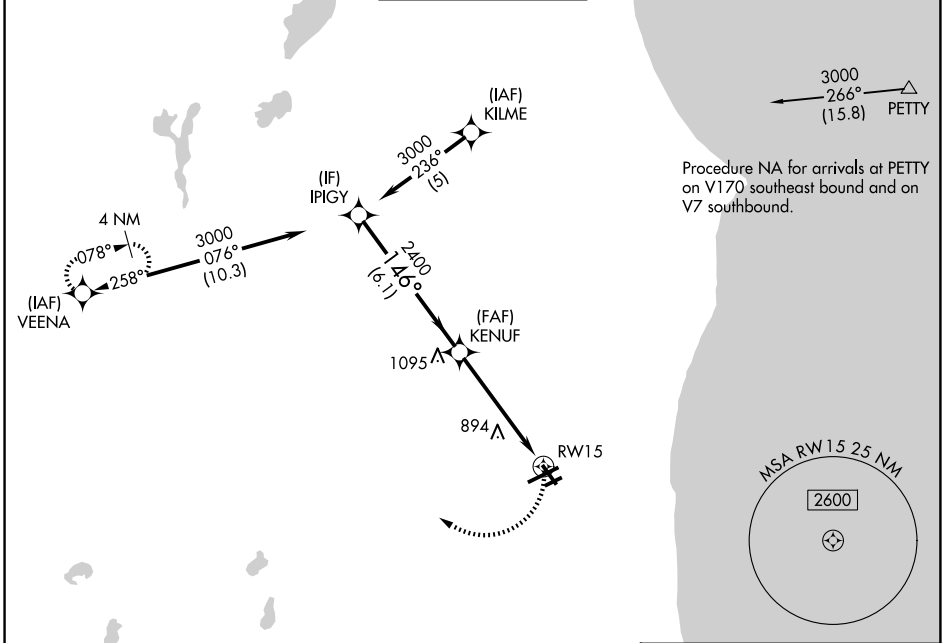 (IAF)
KILME
3000
236°
(5)
3000
266°
(15.8)
PETTY
Procedure NA for arrivals at PETTY
on V170 southeast bound and on
V7 southbound.
(IF)
IPIGY
4 NM
078°
258°
3000
076°
(10.3)
(IAF)
VEENA
2400
146°
(6.1)
(FAF)
KENUF
1095
894
RW15
MSA RW15 25 NM
2600